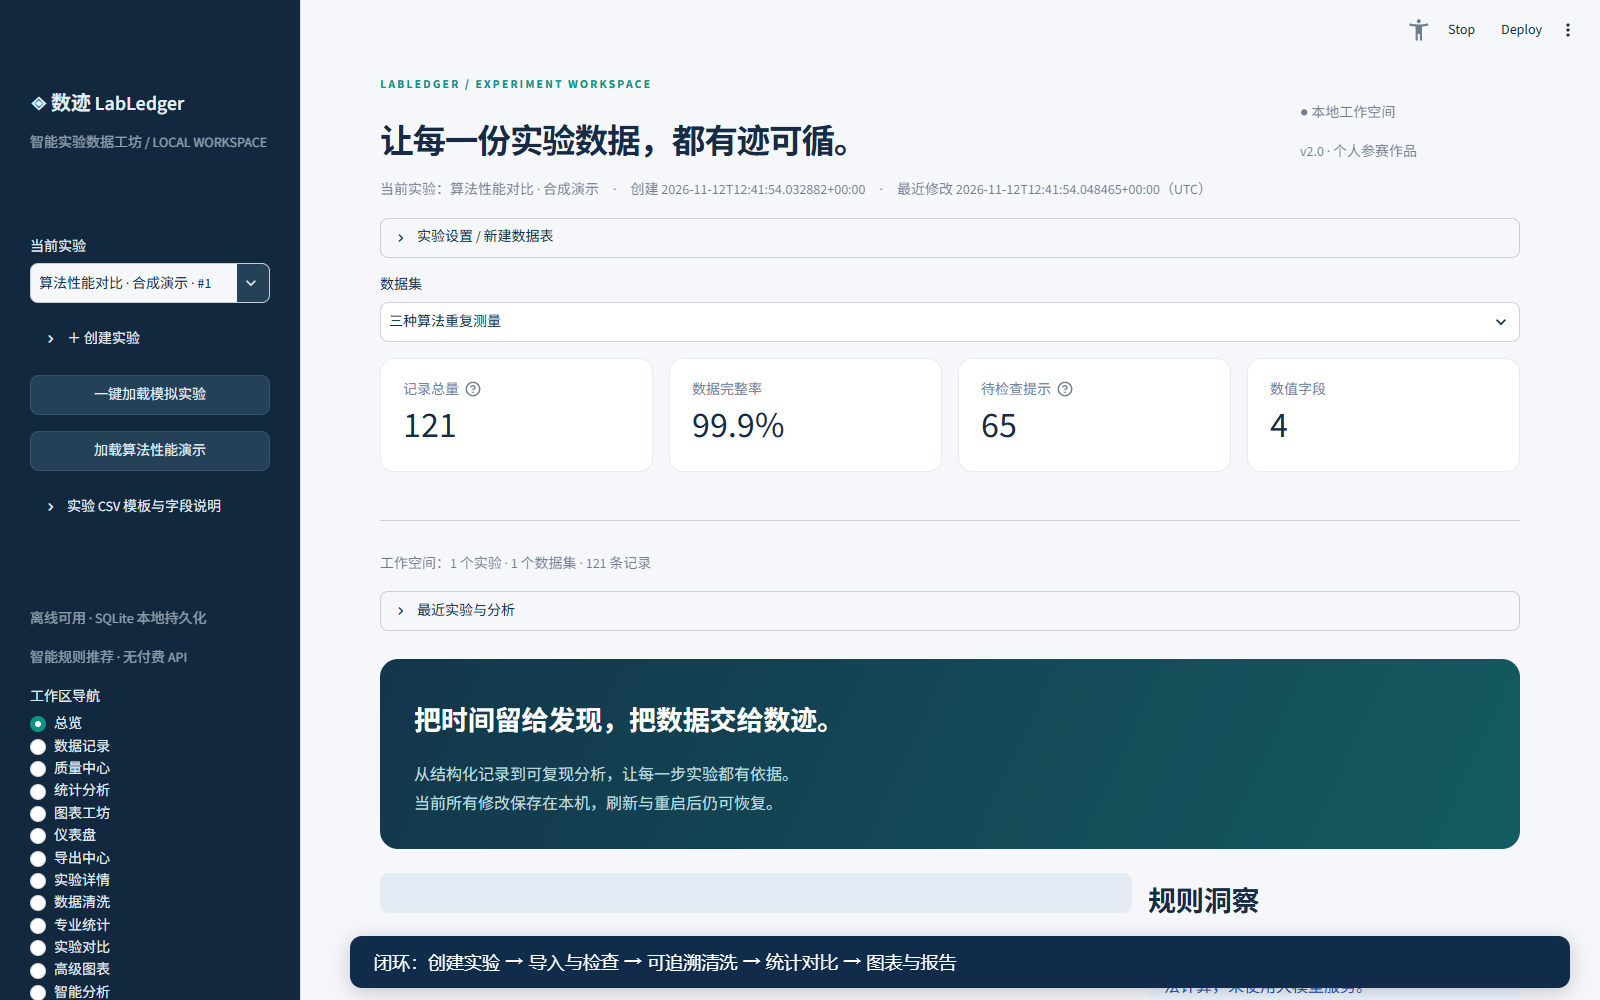 ◈ 数迹 LabLedger
智能实验数据工坊 / LOCAL WORKSPACE
当前实验
算法性能对比 · 合成演示 · #1
＋ 创建实验
一键加载模拟实验
加载算法性能演示
实验 CSV 模板与字段说明
离线可用 · SQLite 本地持久化
智能规则推荐 · 无付费 API
工作区导航
总览
数据记录
质量中心
统计分析
图表工坊
仪表盘
导出中心
实验详情
数据清洗
专业统计
实验对比
高级图表
智能分析
Stop
Deploy
LABLEDGER / EXPERIMENT WORKSPACE
让每一份实验数据，都有迹可循。
● 本地工作空间
v2.0 · 个人参赛作品
当前实验：算法性能对比 · 合成演示 · 创建 2026-11-12T12:41:54.032882+00:00 · 最近修改 2026-11-12T12:41:54.048465+00:00（UTC）
实验设置 / 新建数据表
数据集
三种算法重复测量
记录总量
121
数据完整率
99.9%
待检查提示
65
数值字段
4
工作空间：1 个实验 · 1 个数据集 · 121 条记录
最近实验与分析
把时间留给发现，把数据交给数迹。
从结构化记录到可复现分析，让每一步实验都有依据。
当前所有修改保存在本机，刷新与重启后仍可恢复。
规则洞察
闭环：创建实验 → 导入与检查 → 可追溯清洗 → 统计对比 → 图表与报告
法计算，未使用大模型服务。